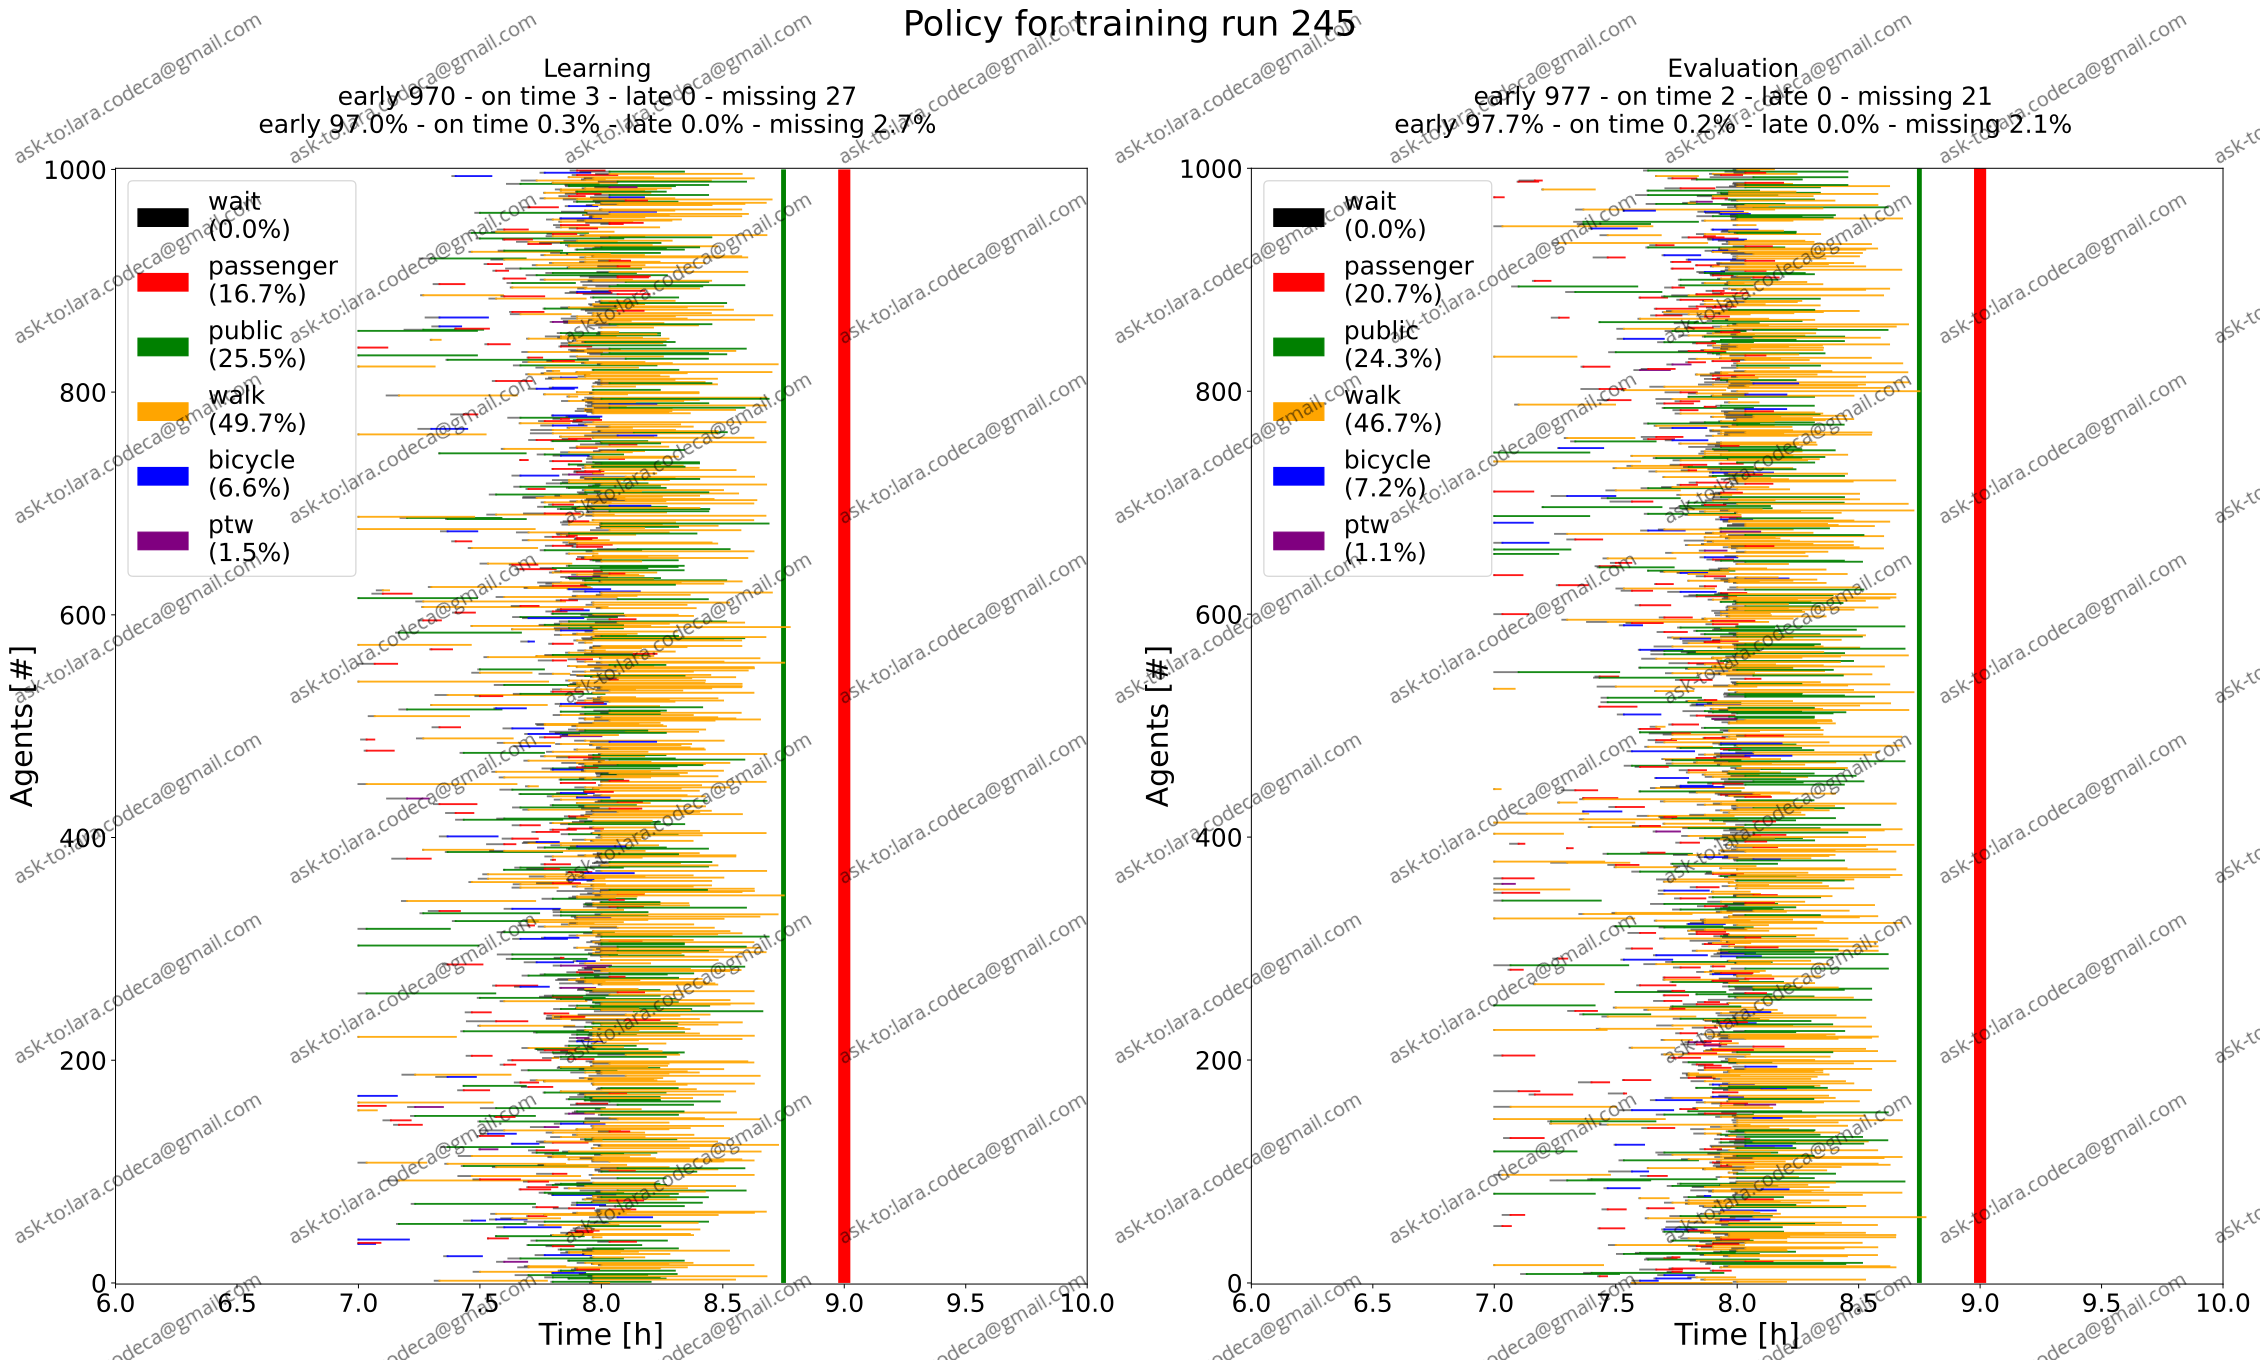 Policy for training run 245
Learning
early 970 - on time 3 - late 0 - missing 27
early 97.0% - on time 0.3% - late 0.0% - missing 2.7%
1000
800
600
400
200
0
Agents [#]
wait
(0.0%)
passenger
(16.7%)
public
(25.5%)
walk
(49.7%)
bicycle
(6.6%)
ptw
(1.5%)
6.0 6.5 7.0 7.5 8.0 8.5 9.0 9.5 10.0
Time [h]
Evaluation
early 977 - on time 2 - late 0 - missing 21
early 97.7% - on time 0.2% - late 0.0% - missing 2.1%
1000
800
600
400
200
0
Agents [#]
wait
(0.0%)
passenger
(20.7%)
public
(24.3%)
walk
(46.7%)
bicycle
(7.2%)
ptw
(1.1%)
6.0 6.5 7.0 7.5 8.0 8.5 9.0 9.5 10.0
Time [h]
ask-to:lara.codeca@gmail.com